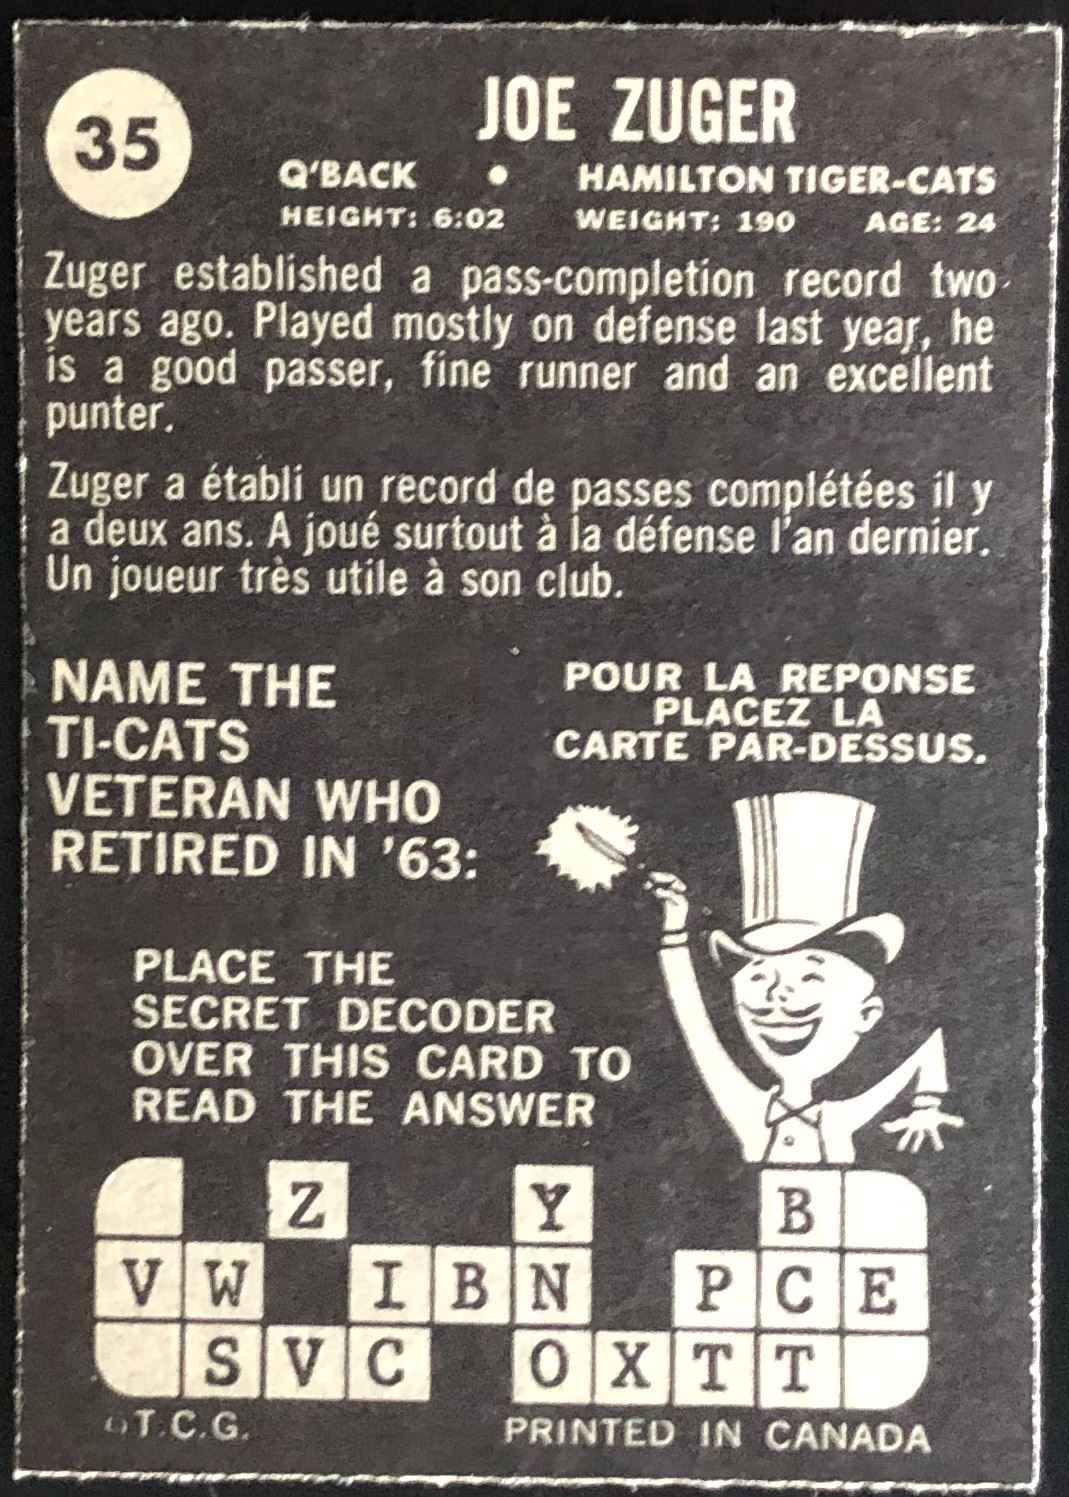 35
JOE ZUGER
Q'BACK • HAMILTON TIGER-CATS
HEIGHT: 6:02 WEIGHT: 190 AGE: 24
Zuger established a pass-completion record two
years ago. Played mostly on defense last year, he
is a good passer, fine runner and an excellent
punter.
Zuger a établi un record de passes complétées il y
a deux ans. A joué surtout à la défense l'an dernier.
Un joueur très utile à son club.
NAME THE
TI-CATS
VETERAN WHO
RETIRED IN '63:
POUR LA REPONSE
PLACEZ LA
CARTE PAR-DESSUS.
PLACE THE
SECRET DECODER
OVER THIS CARD TO
READ THE ANSWER
Z Y B
V W I B N P C E
S V C O X T T
©T.C.G. PRINTED IN CANADA